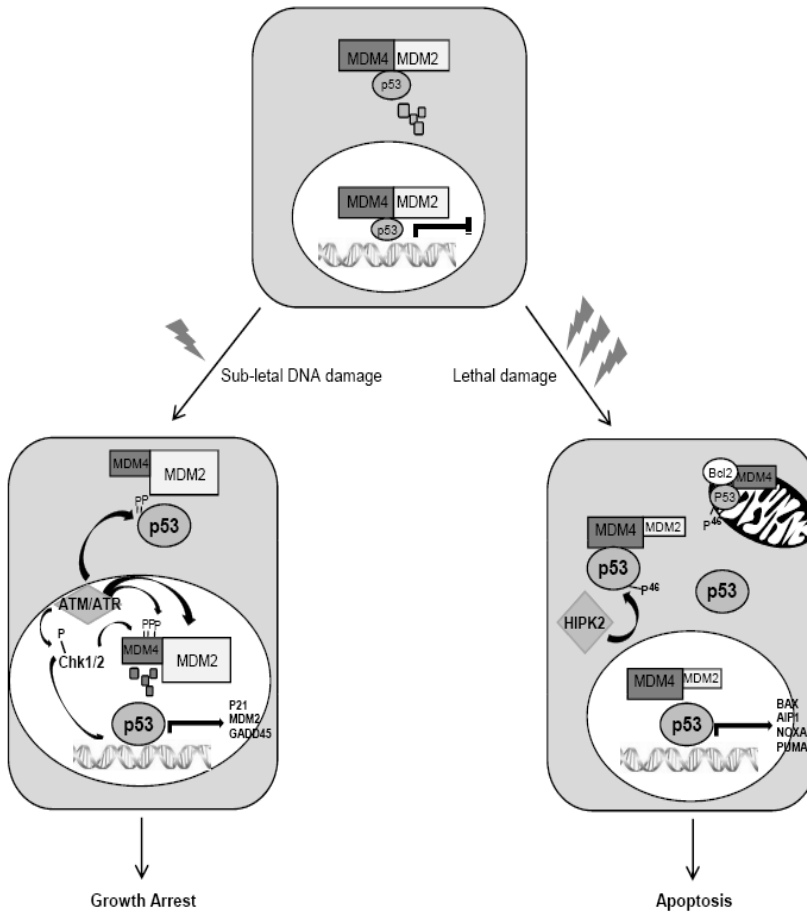 MDM4 MDM2
p53
MDM4 MDM2
p53
Sub-letal DNA damage
Lethal damage
MDM4
MDM2
PP
p53
ATM/ATR
P
Chk1/2
PPP
MDM4
MDM2
p53
P21
MDM2
GADD45
Growth Arrest
Bcl2
MDM4
P53
P46
MDM4
MDM2
p53
P46
p53
HIPK2
MDM4
MDM2
p53
BAX
AIP1
NOXA
PUMA
Apoptosis